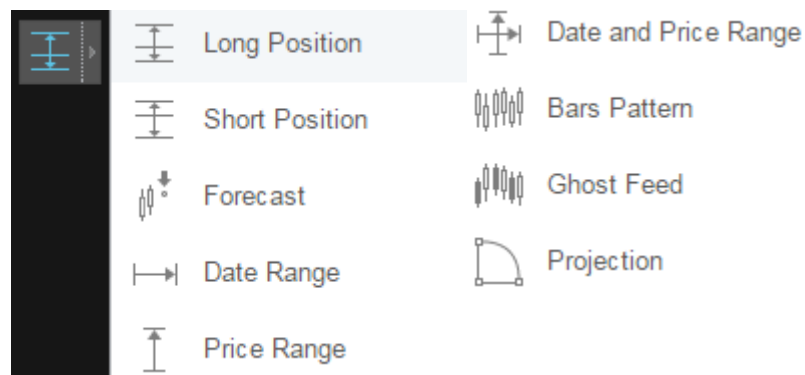 Long Position
Short Position
Forecast
Date Range
Price Range
Date and Price Range
Bars Pattern
Ghost Feed
Projection